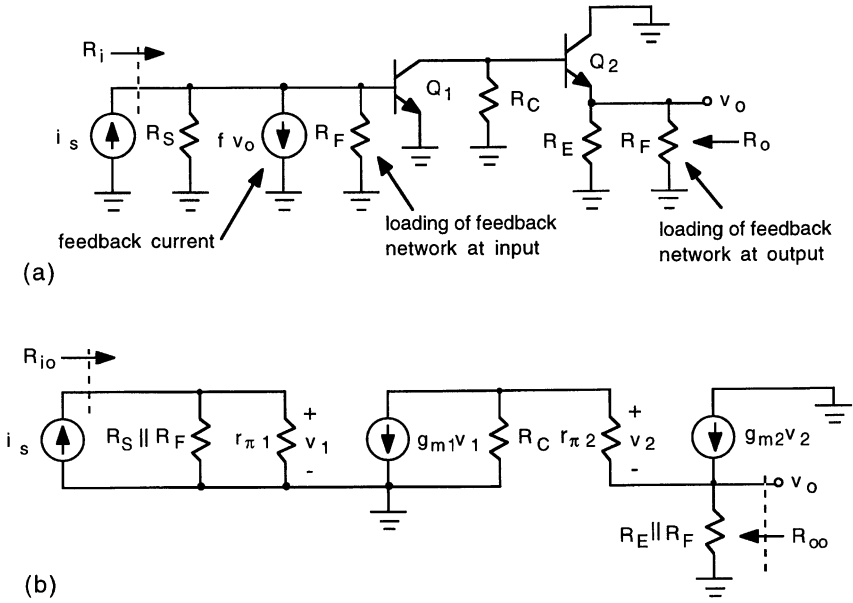 R_i
Q_1
Q_2
R_C
v_o
i_s
R_S
f v_o
R_F
R_E
R_F
R_o
feedback current
loading of feedback
network at input
loading of feedback
network at output
(a)
R_io
i_s
R_S || R_F
r_π1
+
v_1
-
g_m1 v_1
R_C
r_π2
+
v_2
-
g_m2 v_2
v_o
R_E || R_F
R_oo
(b)